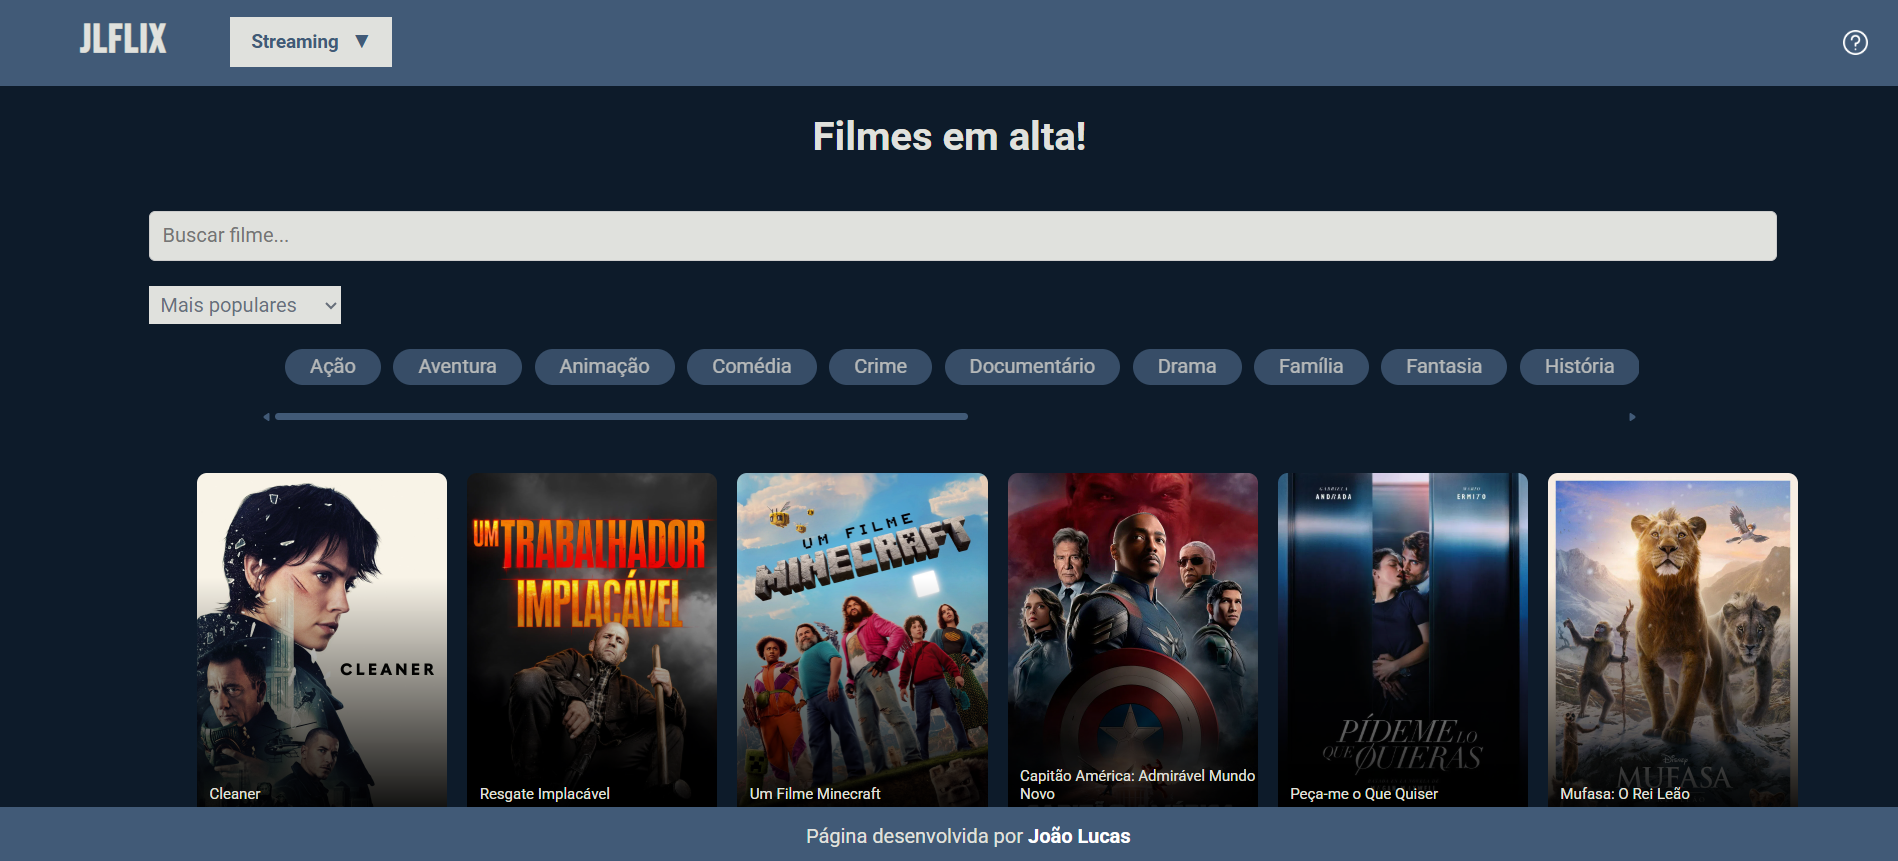 JLFLIX
Streaming ▼
Filmes em alta!
Buscar filme...
Mais populares
Ação
Aventura
Animação
Comédia
Crime
Documentário
Drama
Família
Fantasia
História
CLEANER
Cleaner
UM TRABALHADOR
IMPLACÁVEL
Resgate Implacável
UM FILME
MINECRAFT
Um Filme Minecraft
Capitão América: Admirável Mundo
Novo
PÍDEME LO
QUE QUIERAS
Peça-me o Que Quiser
Disney
MUFASA
Mufasa: O Rei Leão
Página desenvolvida por João Lucas